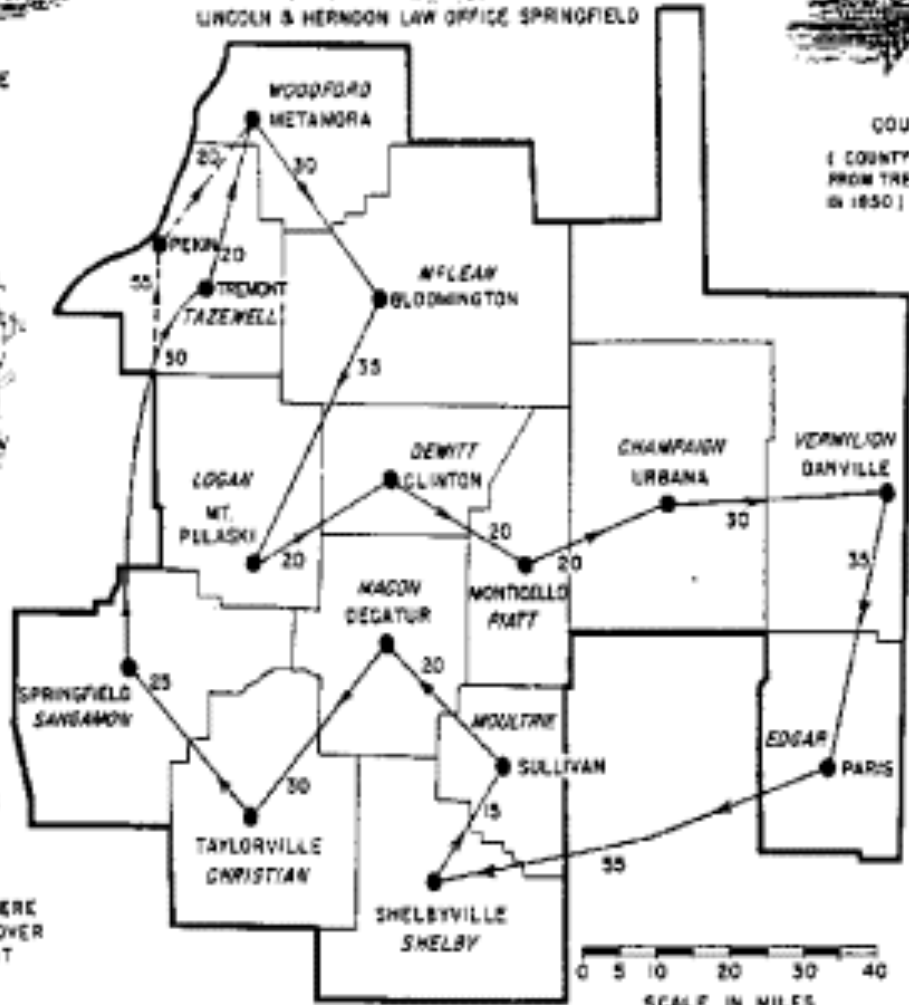 LINCOLN & HERNDON LAW OFFICE SPRINGFIELD
E
COU
( COUNTY
FROM TRE
IN 1850 )
WOODFORD
METAMORA
20
30
PEKIN
20
55
TREMONT
TAZEWELL
50
McLEAN
BLOOMINGTON
35
LOGAN
MT.
PULASKI
20
DEWITT
CLINTON
20
CHAMPAIGN
URBANA
30
VERMILION
DANVILLE
35
MONTICELLO
PIATT
20
MACON
DECATUR
20
SPRINGFIELD
SANGAMON
25
MOULTRIE
SULLIVAN
15
EDGAR
PARIS
55
30
TAYLORVILLE
CHRISTIAN
SHELBYVILLE
SHELBY
ERE
OVER
T
0 5 10 20 30 40
SCALE IN MILES